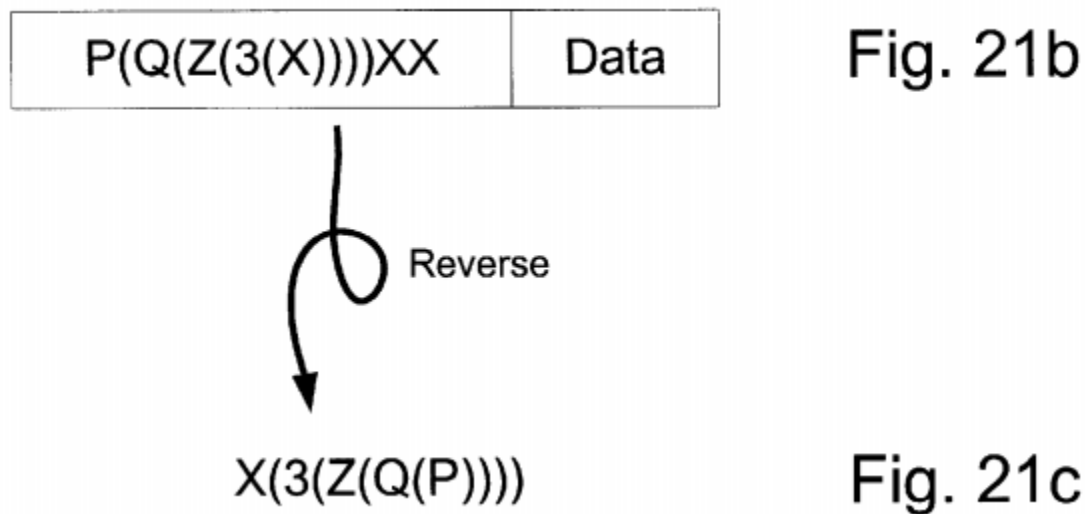 P(Q(Z(3(X))))XX Data Fig. 21b
Reverse
X(3(Z(Q(P)))) Fig. 21c